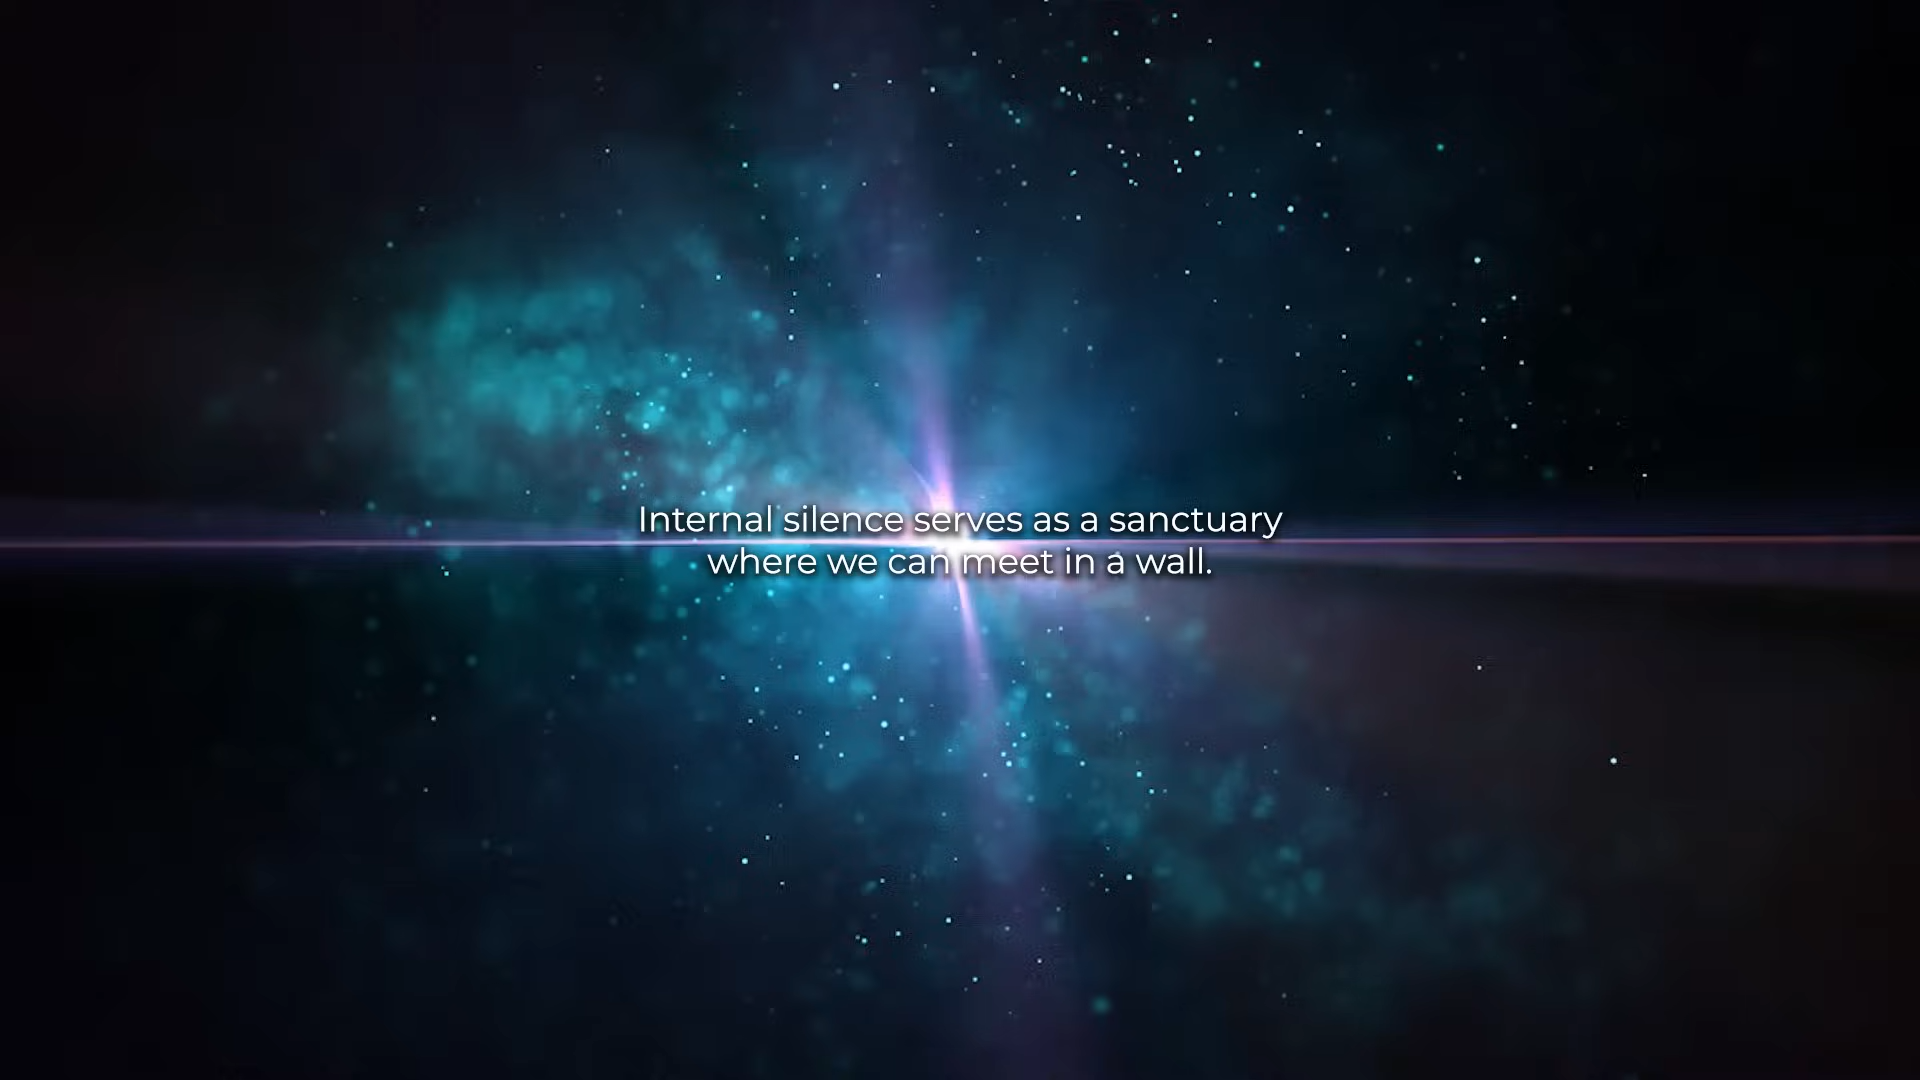 Internal silence serves as a sanctuary
where we can meet in a wall.